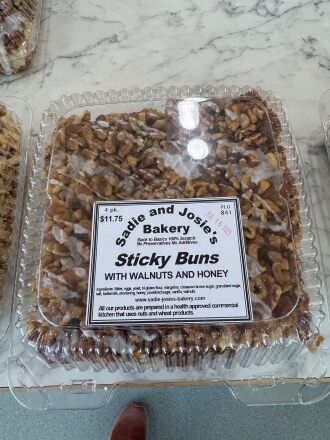 4 pk.
$11.75
PLU
841
Sadie and Josie's
Bakery
Back to Basics 100% Scratch
No Preservatives No Additives
Sticky Buns
WITH WALNUTS AND HONEY
www.sadie-josies-bakery.com
All our products are prepared in a health approved commercial
kitchen that uses nuts and wheat products.